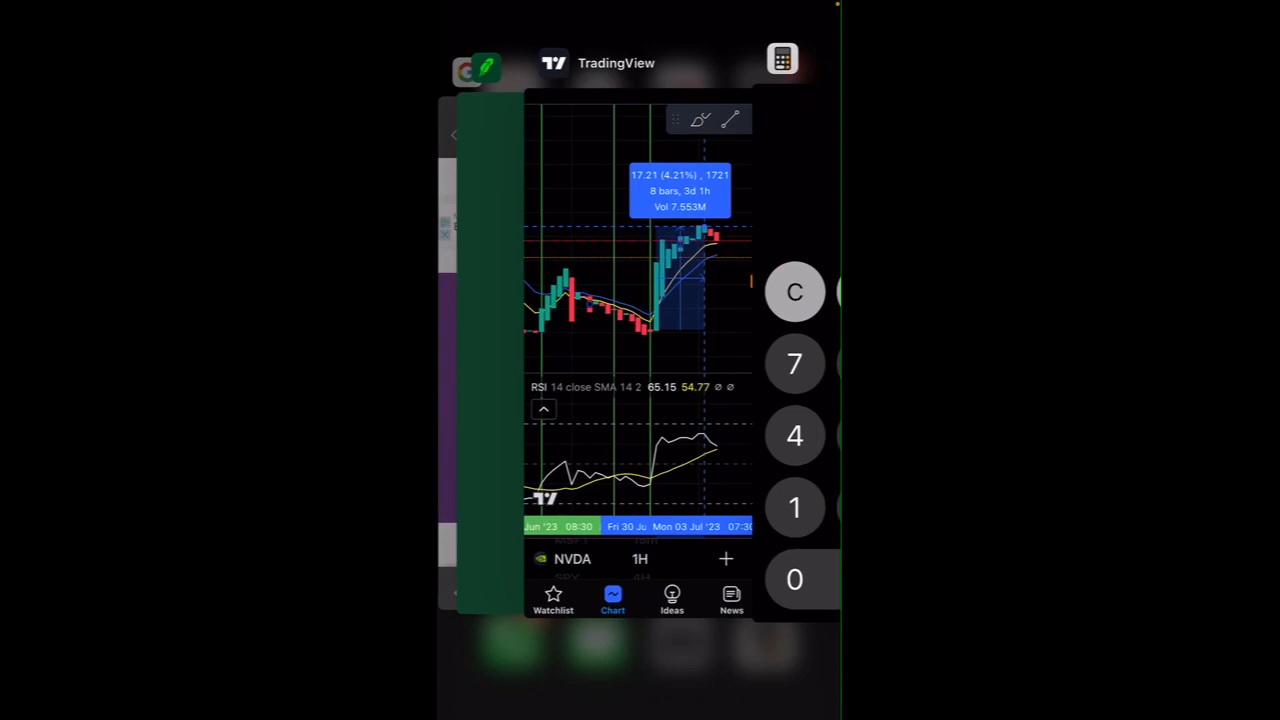 TradingView
17.21 (4.21%) , 1721
8 bars, 3d 1h
Vol 7.553M
C
7
4
1
0
RSI 14 close SMA 14 2 65.15 54.77 ∅ ∅
Jun '23 08:30 Fri 30 Ju Mon 03 Jul '23 07:30
NVDA 1H +
SPY 4H
Watchlist Chart Ideas News